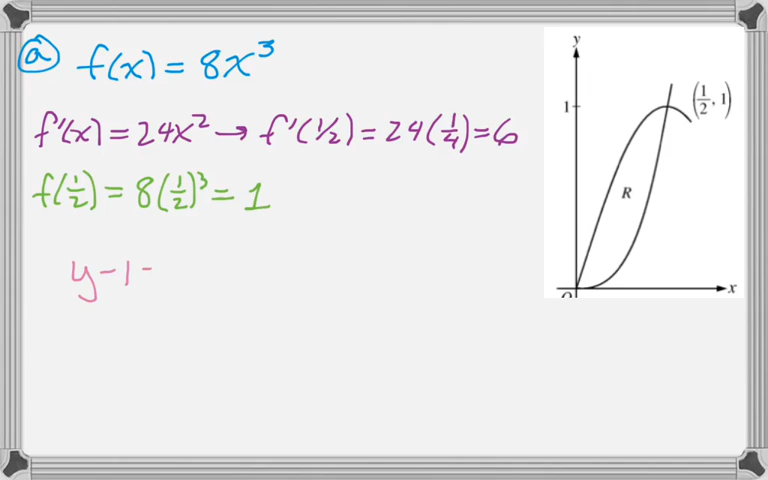 ⓐ f(x) = 8x³
f'(x) = 24x² → f'(1/2) = 24(1/4) = 6
f(1/2) = 8(1/2)³ = 1
y-1-
y
1
(1/2, 1)
R
O
x